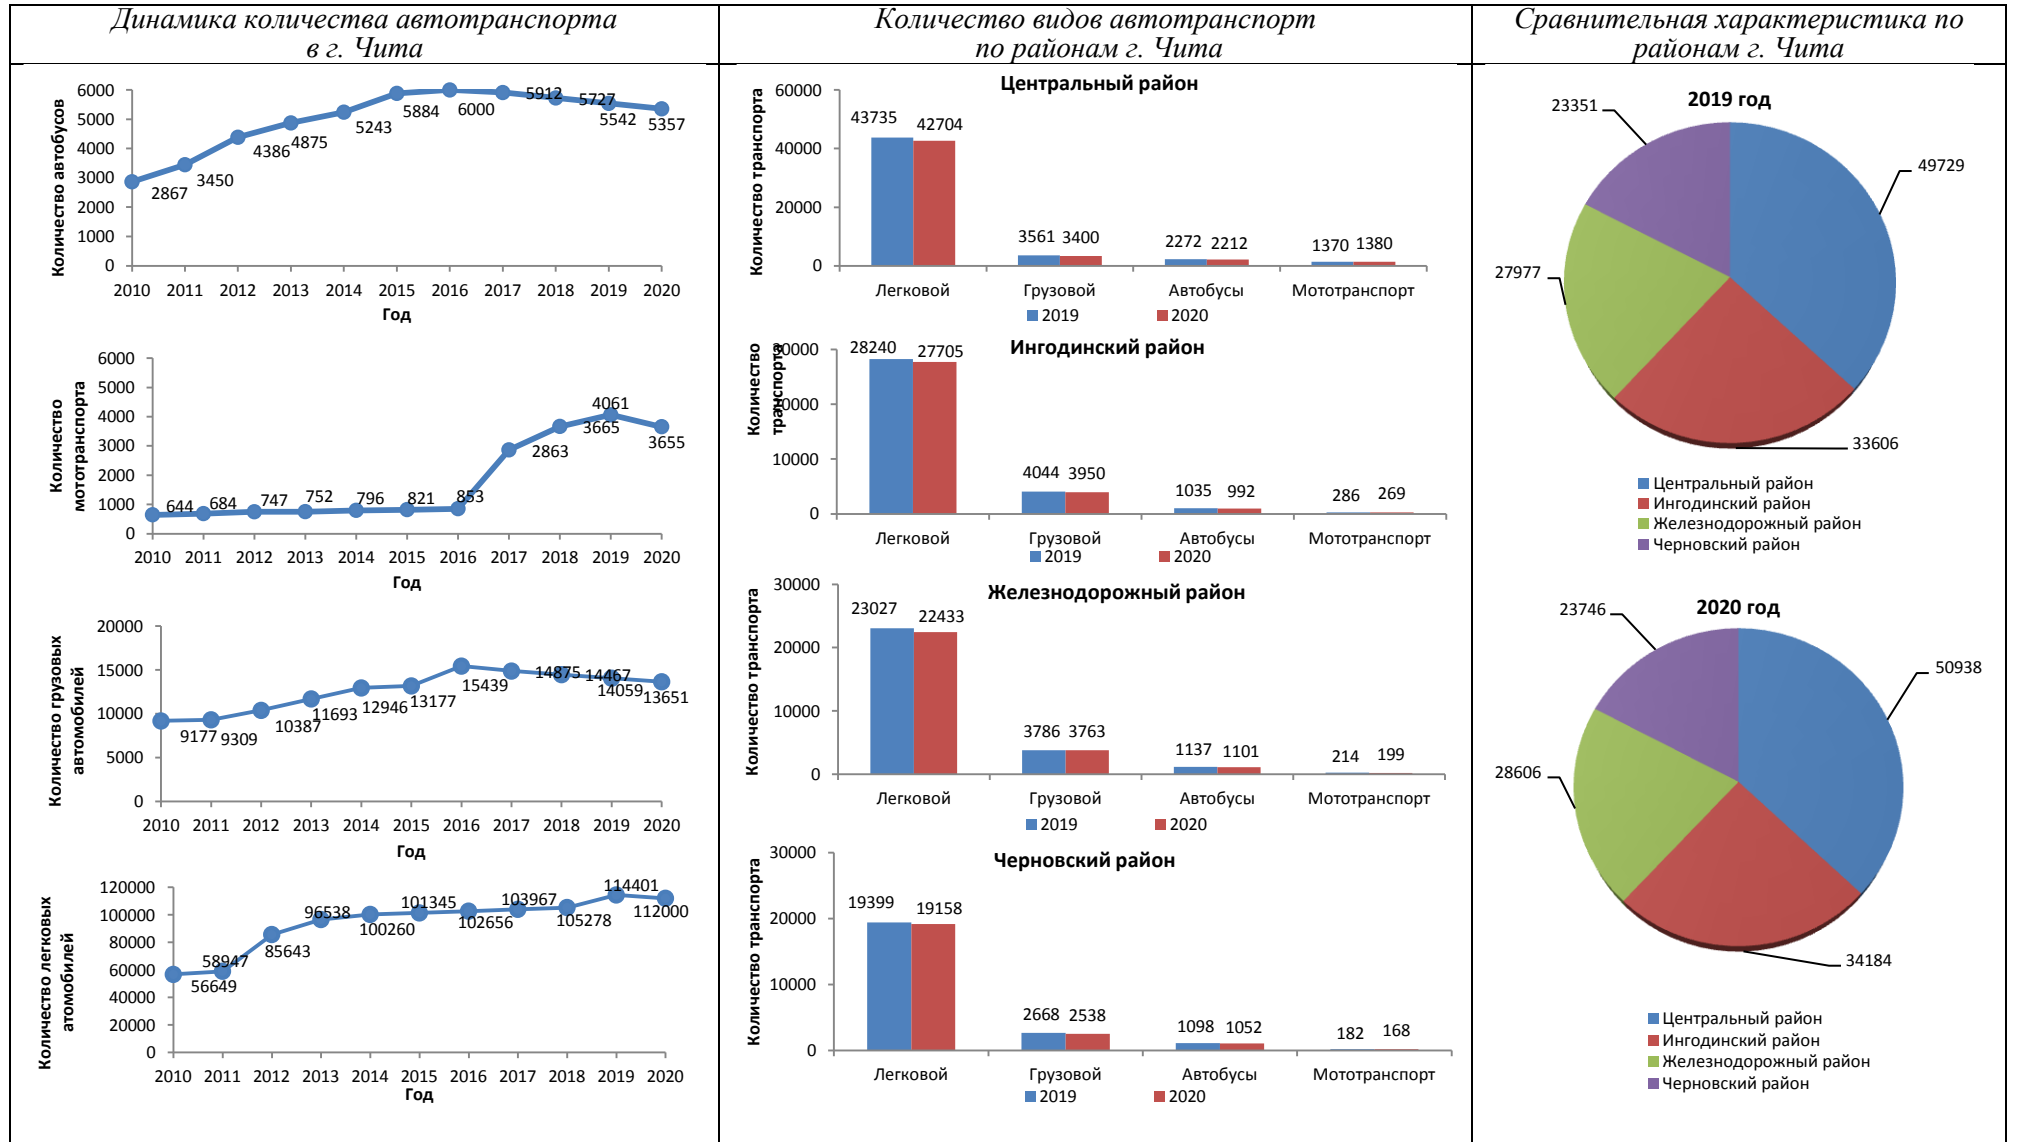 Динамика количества автотранспорта
в г. Чита
Количество автобусов
6000
5000
4000
3000
2000
1000
0
2867
3450
4386
4875
5243
5884
6000
5912
5727
5542
5357
2010 2011 2012 2013 2014 2015 2016 2017 2018 2019 2020
Год
Количество
мототранспорта
6000
5000
4000
3000
2000
1000
0
644
684
747
752
796
821
853
2863
3665
4061
3655
2010 2011 2012 2013 2014 2015 2016 2017 2018 2019 2020
Год
Количество грузовых
автомобилей
20000
15000
10000
5000
0
9177
9309
10387
11693
12946
13177
15439
14875
14467
14059
13651
2010 2011 2012 2013 2014 2015 2016 2017 2018 2019 2020
Год
Количество легковых
атомобилей
120000
100000
80000
60000
40000
20000
0
56649
58947
85643
96538
100260
101345
102656
103967
105278
114401
112000
2010 2011 2012 2013 2014 2015 2016 2017 2018 2019 2020
Год
Количество видов автотранспорт
по районам г. Чита
Центральный район
Количество транспорта
60000
40000
20000
0
43735 42704
3561 3400
2272 2212
1370 1380
Легковой Грузовой Автобусы Мототранспорт
2019 2020
Ингодинский район
Количество
транспорта
30000
20000
10000
0
28240 27705
4044 3950
1035 992
286 269
Легковой Грузовой Автобусы Мототранспорт
2019 2020
Железнодорожный район
Количество транспорта
30000
20000
10000
0
23027 22433
3786 3763
1137 1101
214 199
Легковой Грузовой Автобусы Мототранспорт
2019 2020
Черновский район
Количество транспорта
30000
20000
10000
0
19399 19158
2668 2538
1098 1052
182 168
Легковой Грузовой Автобусы Мототранспорт
2019 2020
Сравнительная характеристика по
районам г. Чита
2019 год
23351
49729
27977
33606
Центральный район
Ингодинский район
Железнодорожный район
Черновский район
2020 год
23746
50938
28606
34184
Центральный район
Ингодинский район
Железнодорожный район
Черновский район